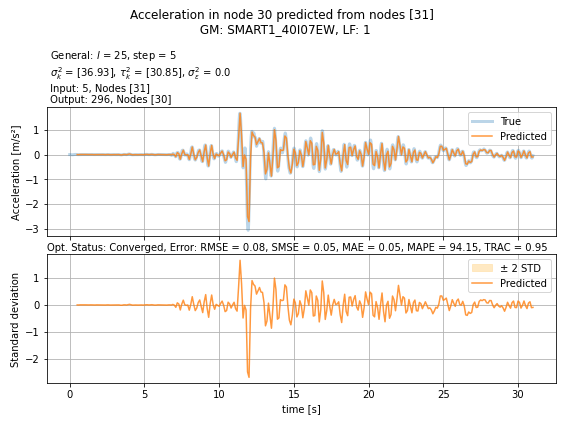 Acceleration in node 30 predicted from nodes [31]
GM: SMART1_40I07EW, LF: 1
General: l = 25, step = 5
σ²ₖ = [36.93], τ²ₖ = [30.85], σ²ε = 0.0
Input: 5, Nodes [31]
Output: 296, Nodes [30]
Acceleration [m/s²]
1
0
−1
−2
−3
True
Predicted
Opt. Status: Converged, Error: RMSE = 0.08, SMSE = 0.05, MAE = 0.05, MAPE = 94.15, TRAC = 0.95
Standard deviation
1
0
−1
−2
± 2 STD
Predicted
0 5 10 15 20 25 30
time [s]